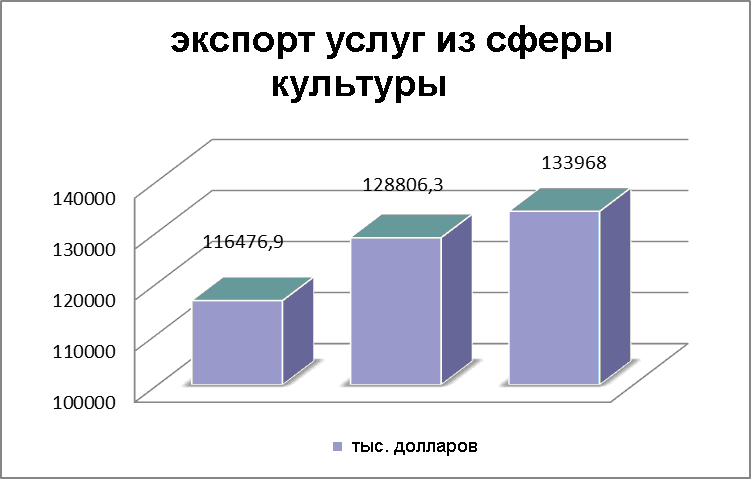 экспорт услуг из сферы
культуры
133968
128806,3
116476,9
140000
130000
120000
110000
100000
тыс. долларов